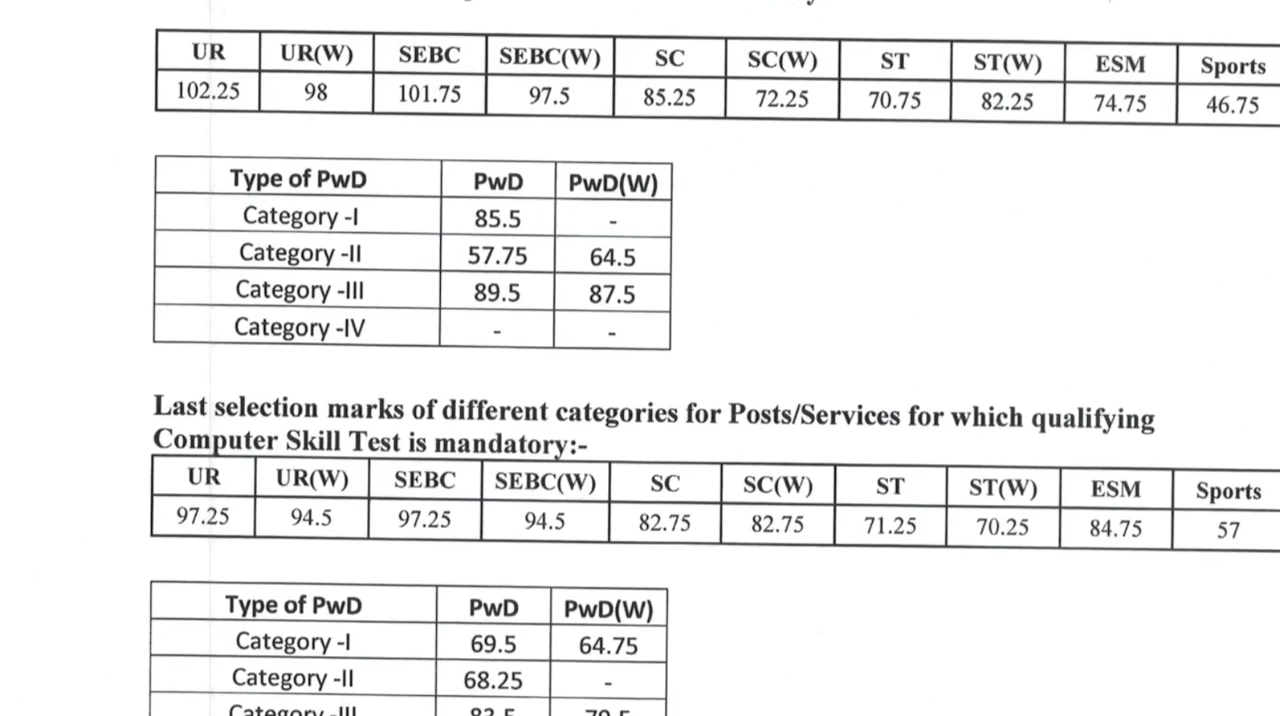 UR UR(W) SEBC SEBC(W) SC SC(W) ST ST(W) ESM Sports
102.25 98 101.75 97.5 85.25 72.25 70.75 82.25 74.75 46.75
Type of PwD PwD PwD(W)
Category -I 85.5 -
Category -II 57.75 64.5
Category -III 89.5 87.5
Category -IV - -
Last selection marks of different categories for Posts/Services for which qualifying
Computer Skill Test is mandatory:-
UR UR(W) SEBC SEBC(W) SC SC(W) ST ST(W) ESM Sports
97.25 94.5 97.25 94.5 82.75 82.75 71.25 70.25 84.75 57
Type of PwD PwD PwD(W)
Category -I 69.5 64.75
Category -II 68.25 -
Category -III